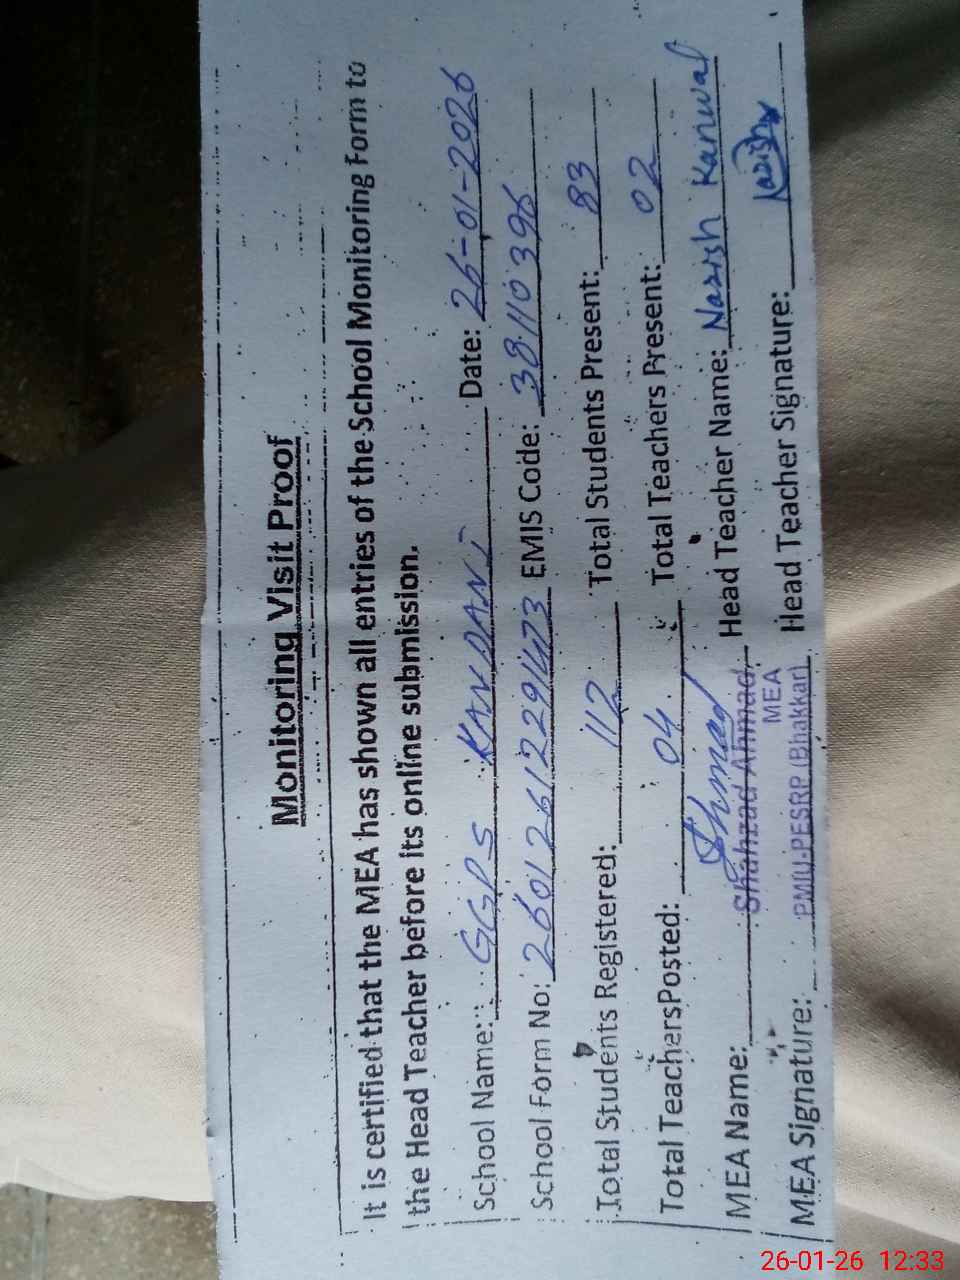 Monitoring Visit Proof
It is certified that the MEA has shown all entries of the School Monitoring Form to
the Head Teacher before its online submission.
School Name: GGPS KANDANI Date: 26-01-2026
School Form No: 26012612291473 EMIS Code: 38110396
Total Students Registered: 112 Total Students Present: 83
Total TeachersPosted: 04 Total Teachers Present: 02
MEA Name: Shahzad Ahmad Head Teacher Name: Nazish Kanwal
MEA
MEA Signature: PMIU-PESRP (Bhakkar) Head Teacher Signature: Nazish
26-01-26 12:33